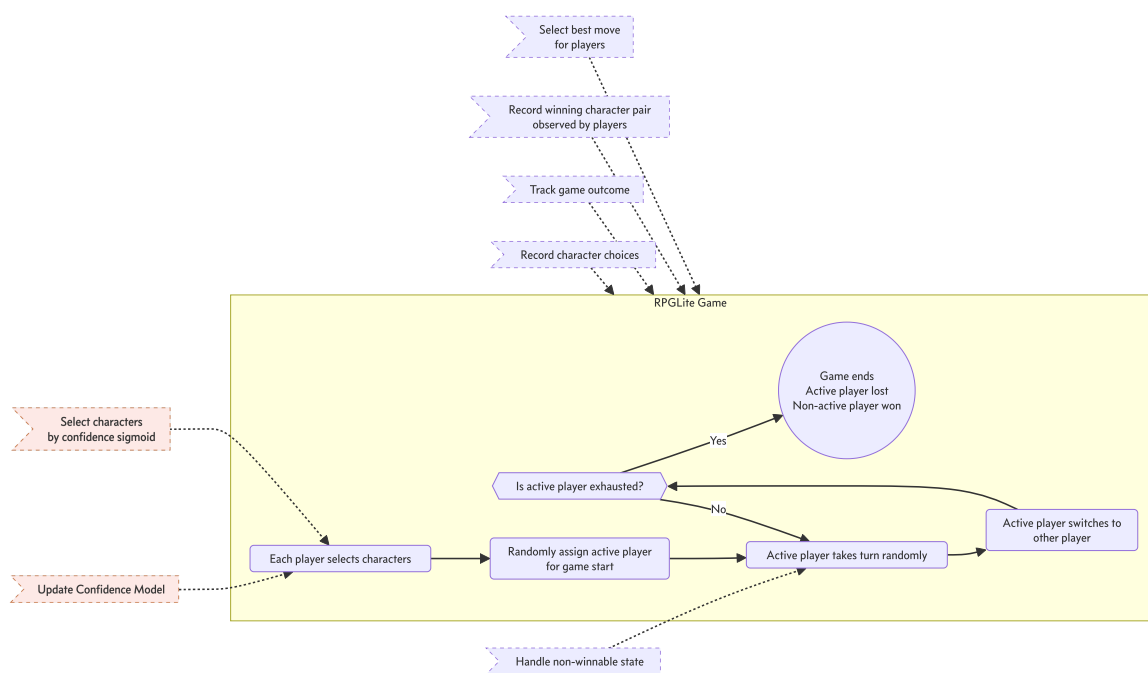 Select best move
for players
Record winning character pair
observed by players
Track game outcome
Record character choices
RPGLite Game
Game ends
Active player lost
Non-active player won
Select characters
by confidence sigmoid
Yes
Is active player exhausted?
No
Active player switches to
other player
Each player selects characters
Randomly assign active player
for game start
Active player takes turn randomly
Update Confidence Model
Handle non-winnable state